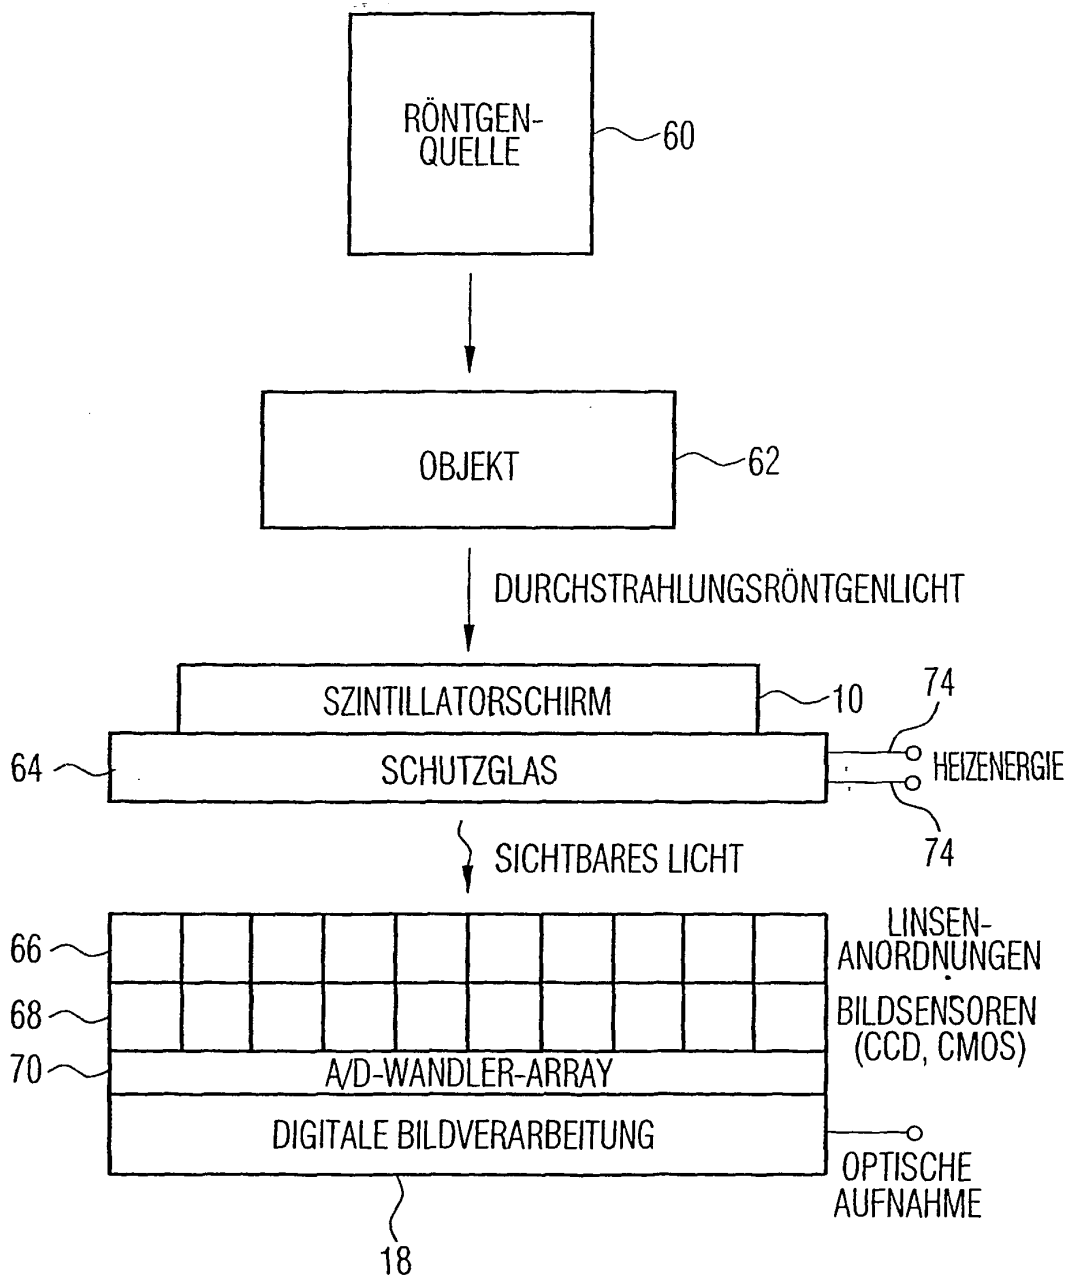 RÖNTGEN-
QUELLE
60
OBJEKT
62
DURCHSTRAHLUNGSRÖNTGENLICHT
SZINTILLATORSCHIRM
10
74
64
SCHUTZGLAS
HEIZENERGIE
74
SICHTBARES LICHT
66
LINSEN-
ANORDNUNGEN
68
BILDSENSOREN
(CCD, CMOS)
70
A/D-WANDLER-ARRAY
DIGITALE BILDVERARBEITUNG
OPTISCHE
AUFNAHME
18